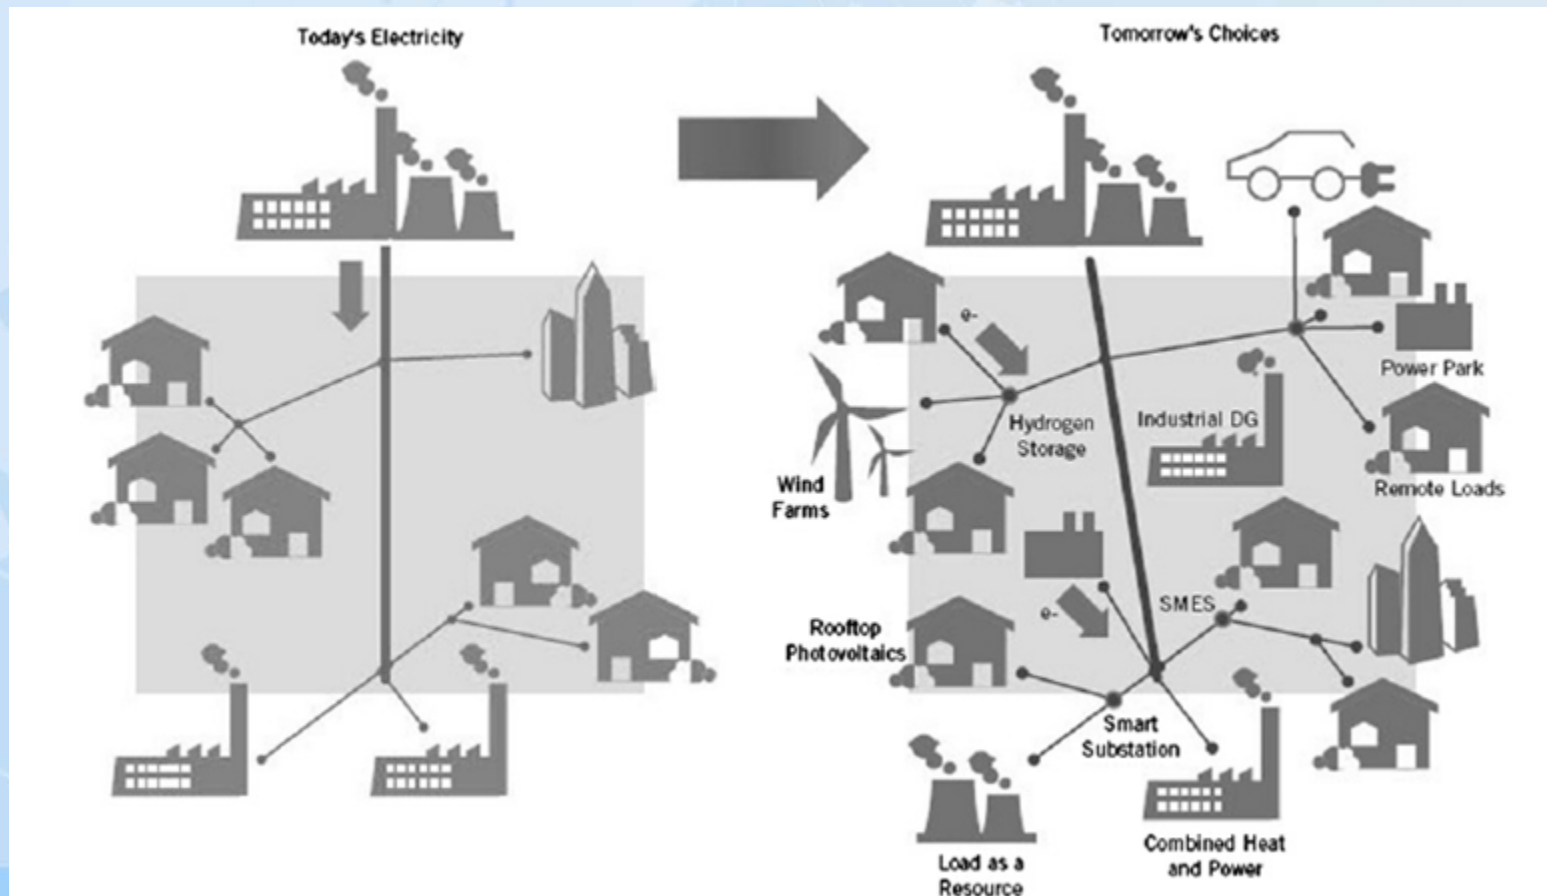 Today's Electricity
Tomorrow's Choices
e-
Power Park
Hydrogen
Storage
Industrial DG
Wind
Farms
Remote Loads
SMES
e-
Rooftop
Photovoltaics
Smart
Substation
Load as a
Resource
Combined Heat
and Power